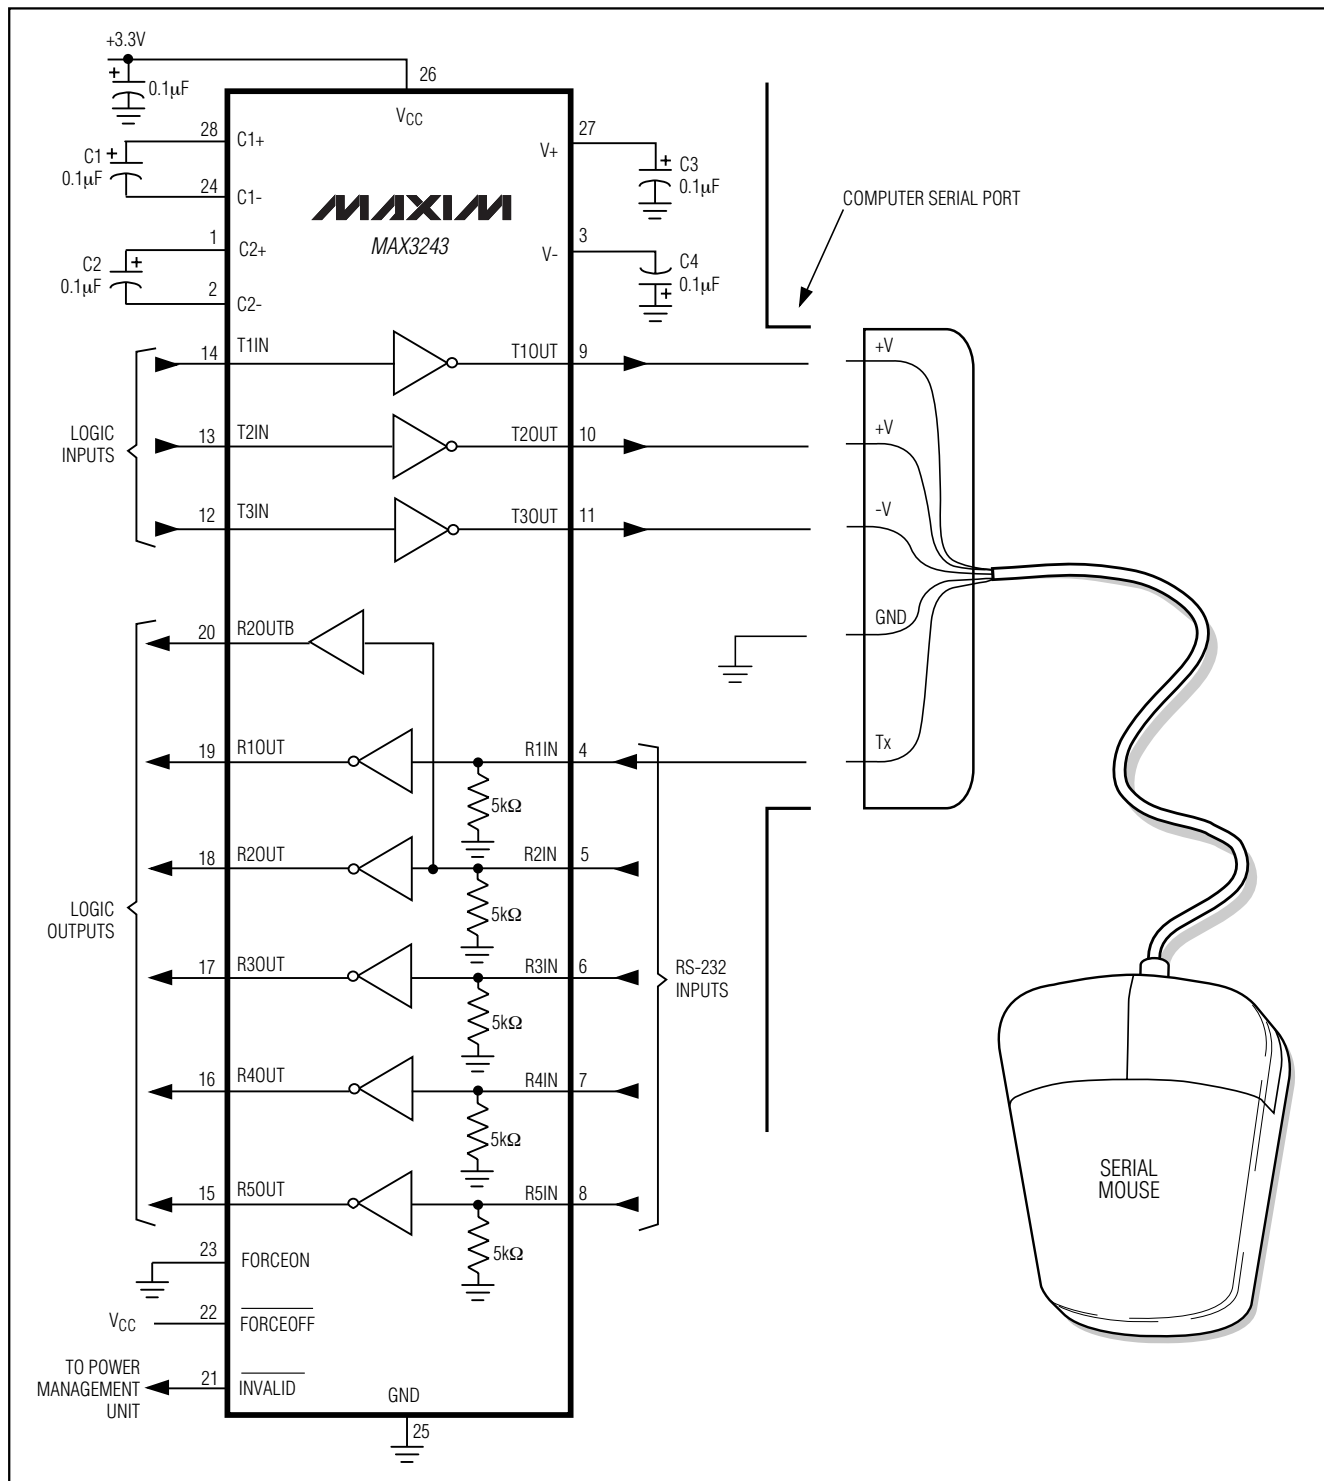 +3.3V
0.1µF
26
VCC
28
C1+
C1
0.1µF
24
C1-
27
V+
C3
0.1µF
MAXIM
MAX3243
COMPUTER SERIAL PORT
1
C2+
C2
0.1µF
2
C2-
3
V-
C4
0.1µF
LOGIC
INPUTS
14
T1IN
T1OUT
9
+V
13
T2IN
T2OUT
10
+V
12
T3IN
T3OUT
11
-V
GND
Tx
LOGIC
OUTPUTS
20
R2OUTB
19
R1OUT
R1IN
4
5kΩ
18
R2OUT
R2IN
5
5kΩ
17
R3OUT
R3IN
6
5kΩ
RS-232
INPUTS
16
R4OUT
R4IN
7
5kΩ
15
R5OUT
R5IN
8
5kΩ
SERIAL
MOUSE
23
FORCEON
VCC
22
FORCEOFF
TO POWER
MANAGEMENT
UNIT
21
INVALID
GND
25